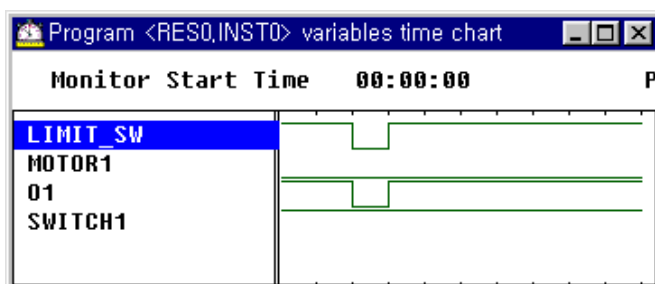 Program <RES0,INST0> variables time chart
Monitor Start Time 00:00:00 P
LIMIT_SW
MOTOR1
O1
SWITCH1